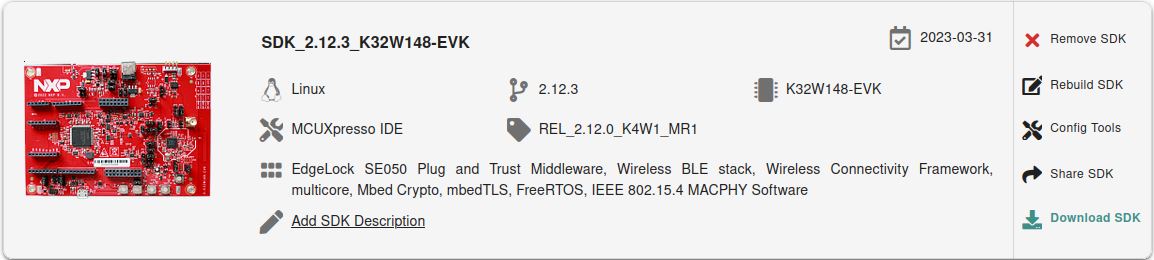 SDK_2.12.3_K32W148-EVK
2023-03-31
Linux
2.12.3
K32W148-EVK
MCUXpresso IDE
REL_2.12.0_K4W1_MR1
EdgeLock SE050 Plug and Trust Middleware, Wireless BLE stack, Wireless Connectivity Framework,
multicore, Mbed Crypto, mbedTLS, FreeRTOS, IEEE 802.15.4 MACPHY Software
Add SDK Description
Remove SDK
Rebuild SDK
Config Tools
Share SDK
Download SDK
NXP